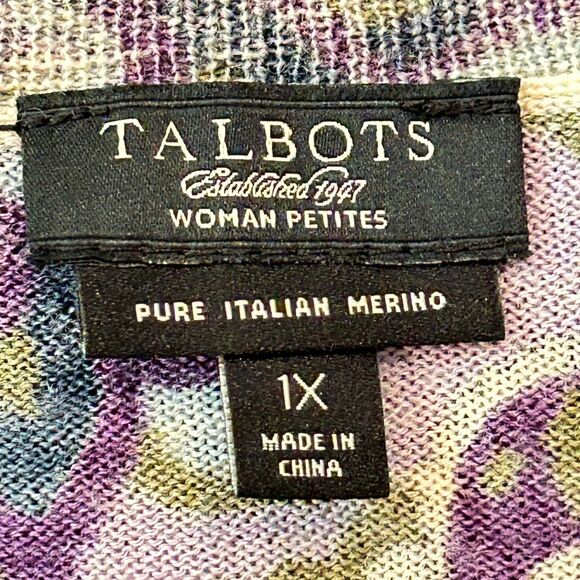 TALBOTS
Established 1947
WOMAN PETITES
PURE ITALIAN MERINO
1X
MADE IN
CHINA